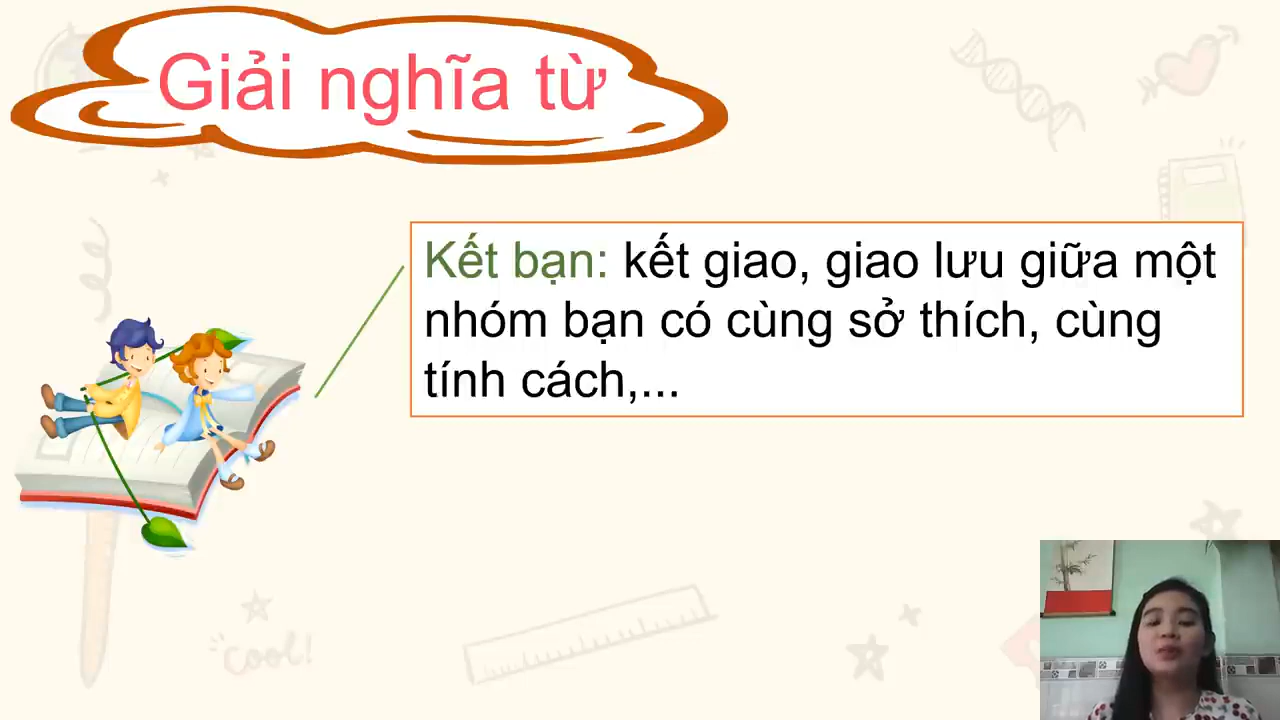 Giải nghĩa từ
Kết bạn: kết giao, giao lưu giữa một
nhóm bạn có cùng sở thích, cùng
tính cách,...
cool!